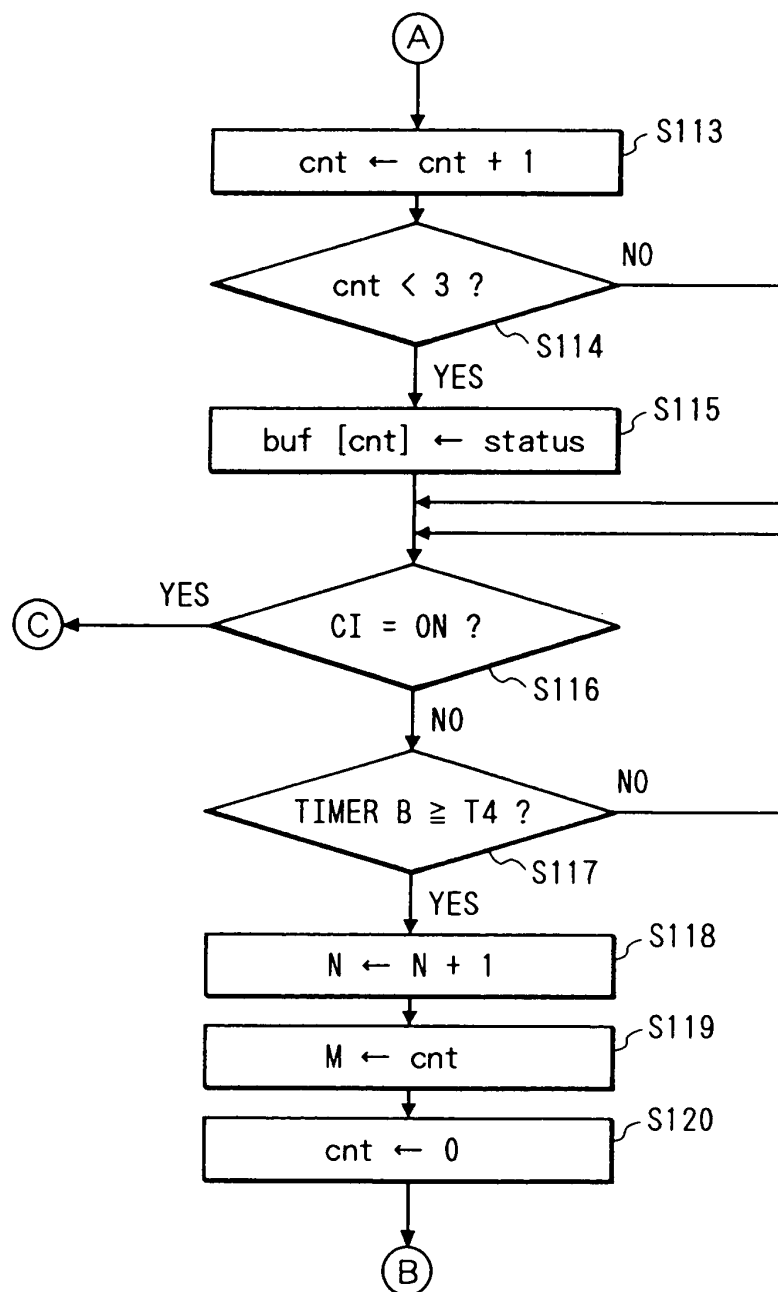 A
S113
cnt ← cnt + 1
NO
cnt < 3 ?
S114
YES
S115
buf [cnt] ← status
YES
C
CI = ON ?
S116
NO
NO
TIMER B ≧ T4 ?
S117
YES
S118
N ← N + 1
S119
M ← cnt
S120
cnt ← 0
B